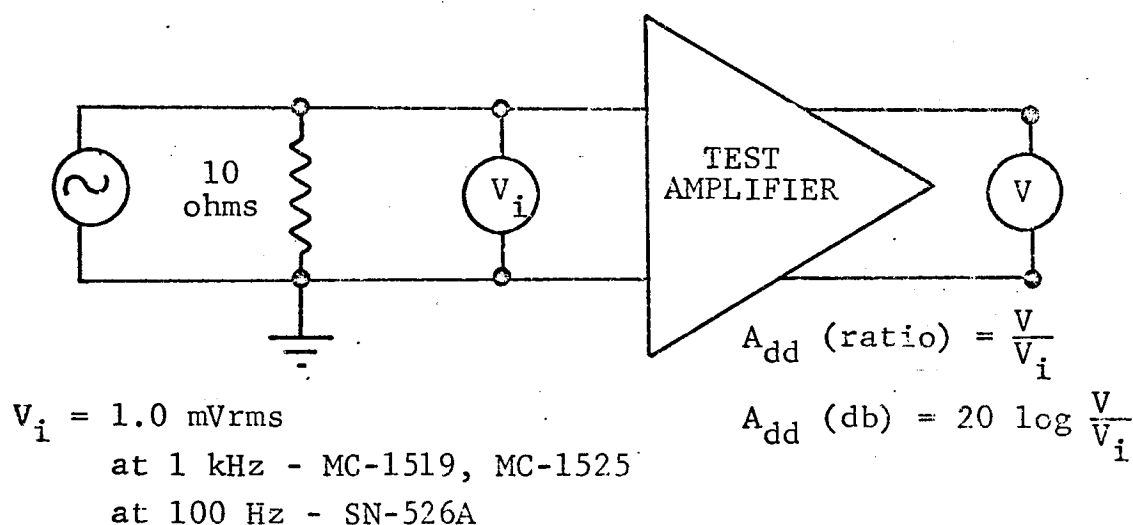 10
ohms
V_i
TEST
AMPLIFIER
V
A_dd (ratio) = V/V_i
V_i = 1.0 mVrms
A_dd (db) = 20 log V/V_i
at 1 kHz - MC-1519, MC-1525
at 100 Hz - SN-526A